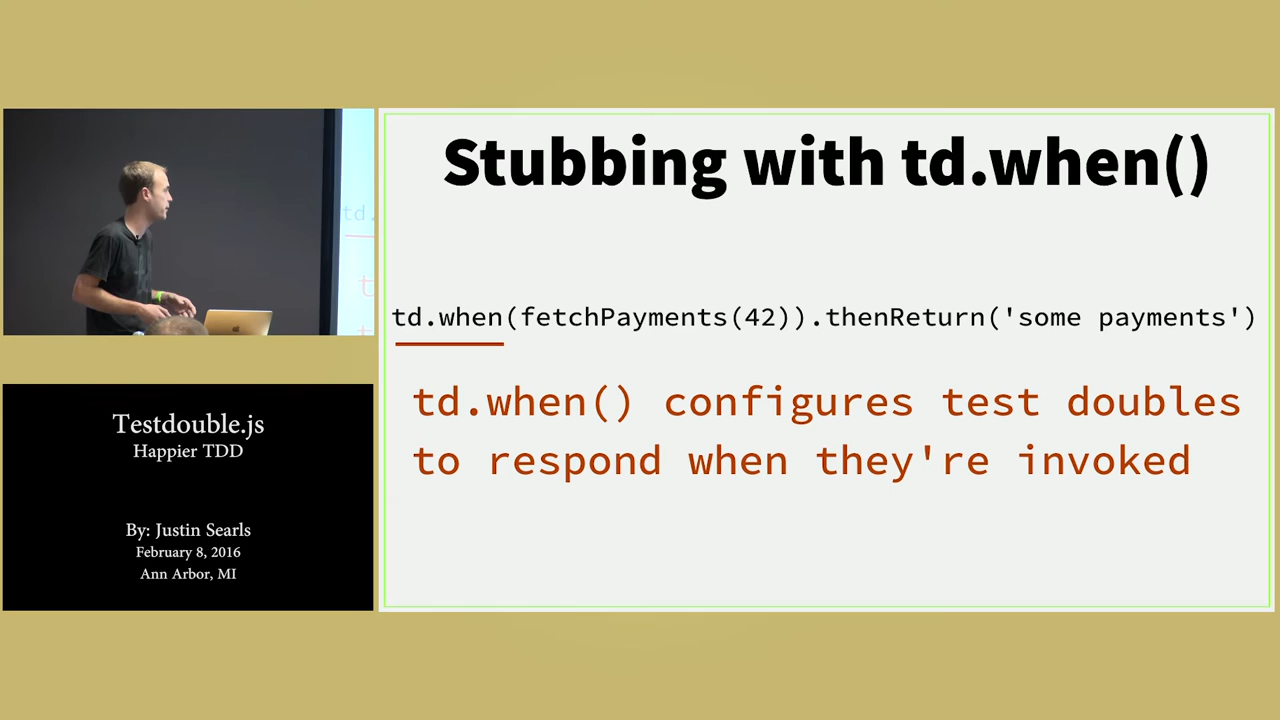 Stubbing with td.when()
td.
td.when(fetchPayments(42)).thenReturn('some payments')
td.when() configures test doubles
to respond when they're invoked
Testdouble.js
Happier TDD
By: Justin Searls
February 8, 2016
Ann Arbor, MI